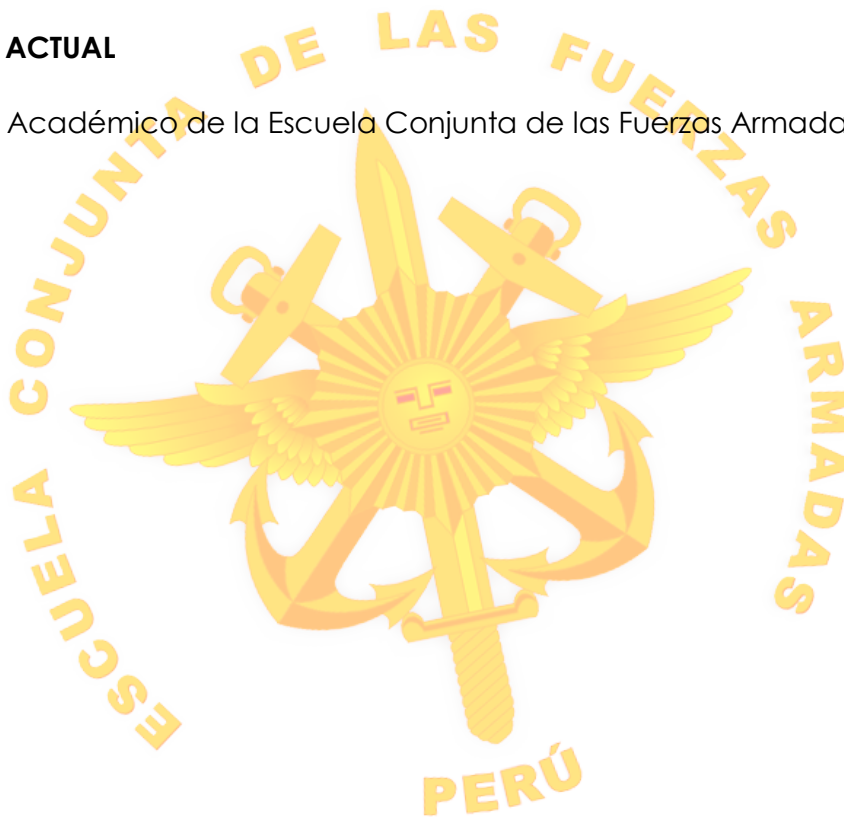 ACTUAL
Académico de la Escuela Conjunta de las Fuerzas Armada
ESCUELA CONJUNTA DE LAS FUERZAS ARMADAS
PERÚ